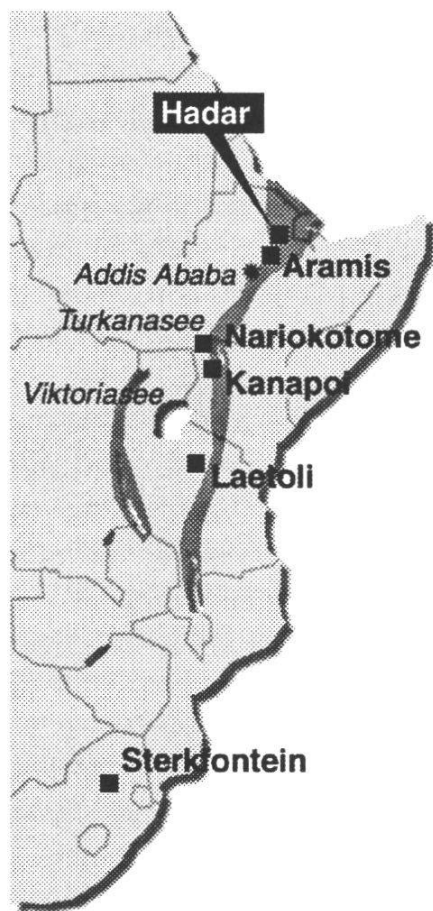 Hadar
Aramis
Addis Ababa
Turkanasee
Nariokotome
Kanapoi
Viktoriasee
Laetoli
Sterkfontein